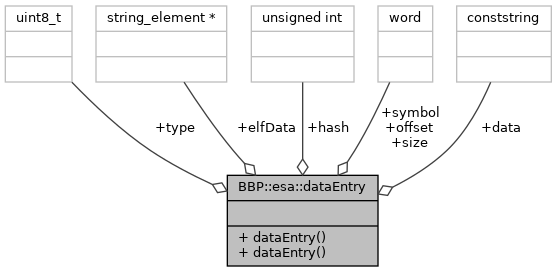 uint8_t
string_element *
unsigned int
word
conststring
+type
+elfData
+hash
+symbol
+offset
+size
+data
BBP::esa::dataEntry
+ dataEntry()
+ dataEntry()